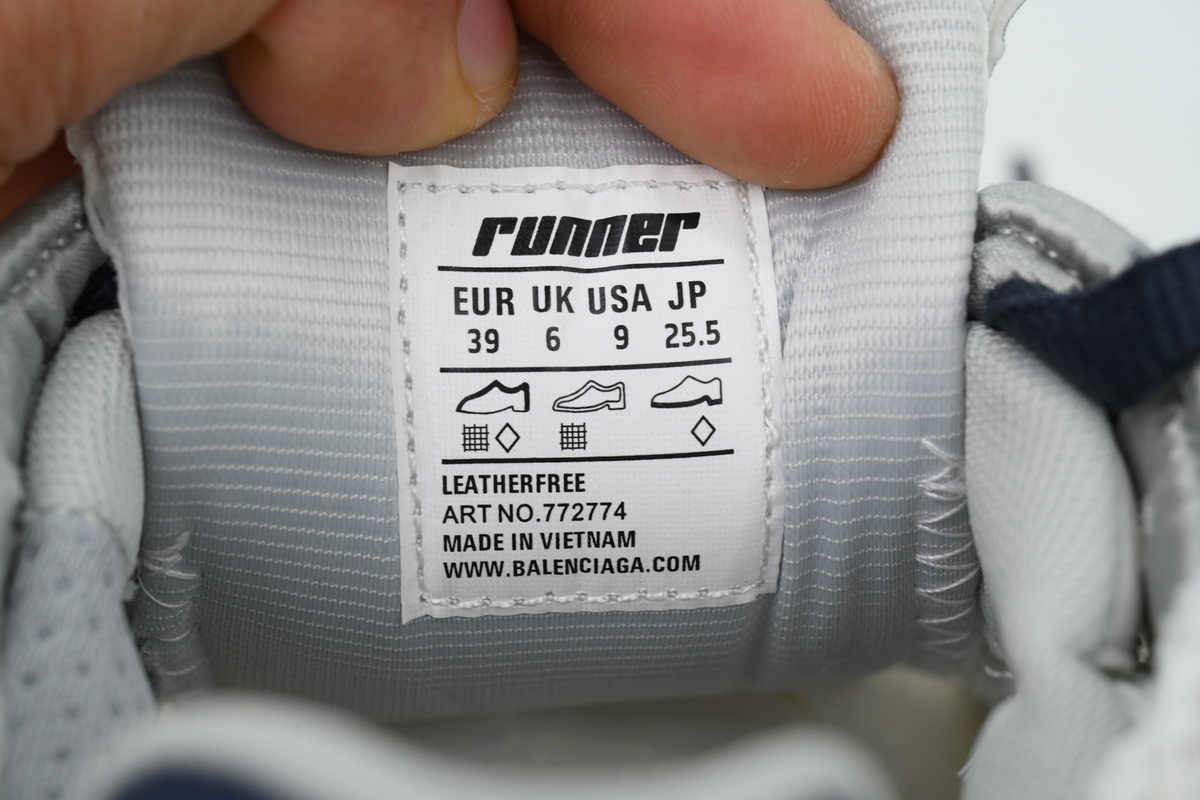 runner
EUR UK USA JP
39 6 9 25.5
LEATHERFREE
ART NO.772774
MADE IN VIETNAM
WWW.BALENCIAGA.COM